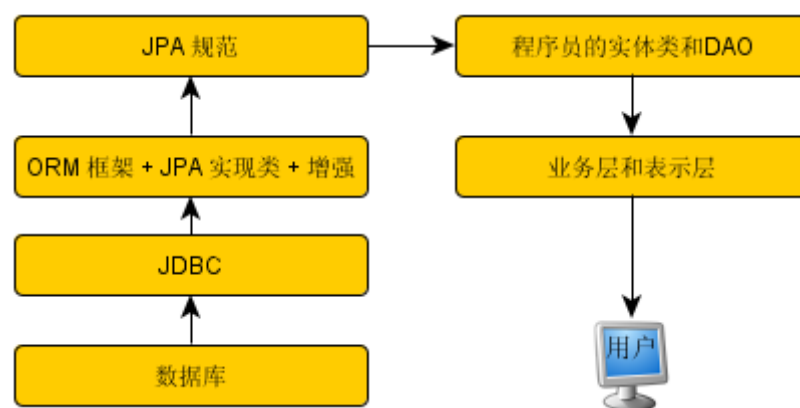 JPA 规范
程序员的实体类和DAO
ORM 框架 + JPA 实现类 + 增强
业务层和表示层
JDBC
用户
数据库